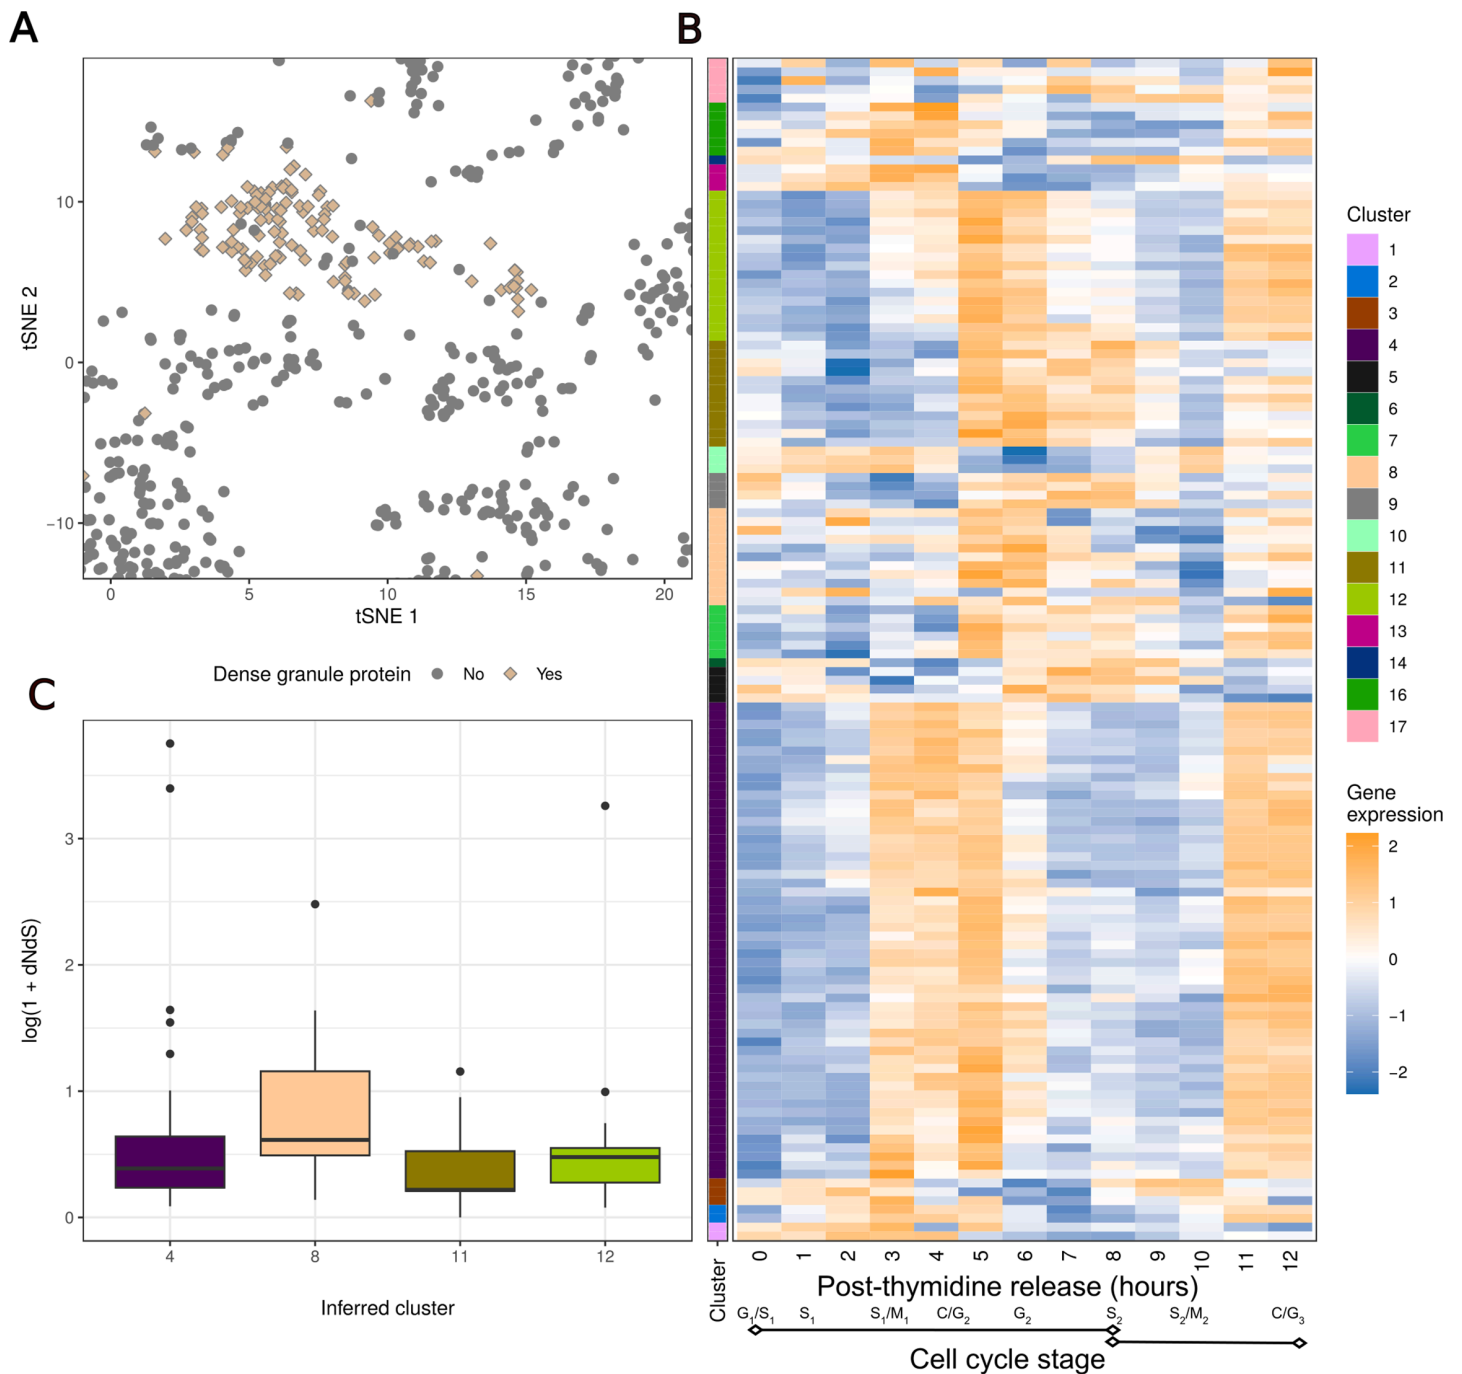 A
B
10
0
−10
tSNE 2
0 5 10 15 20
tSNE 1
Dense granule protein No Yes
C
3
2
1
0
log(1 + dNdS)
4 8 11 12
Inferred cluster
Cluster
0 1 2 3 4 5 6 7 8 9 10 11 12
Post-thymidine release (hours)
G1/S1 S1 S1/M1 C/G2 G2 S2 S2/M2 C/G3
Cell cycle stage
Cluster
1
2
3
4
5
6
7
8
9
10
11
12
13
14
16
17
Gene
expression
2
1
0
−1
−2